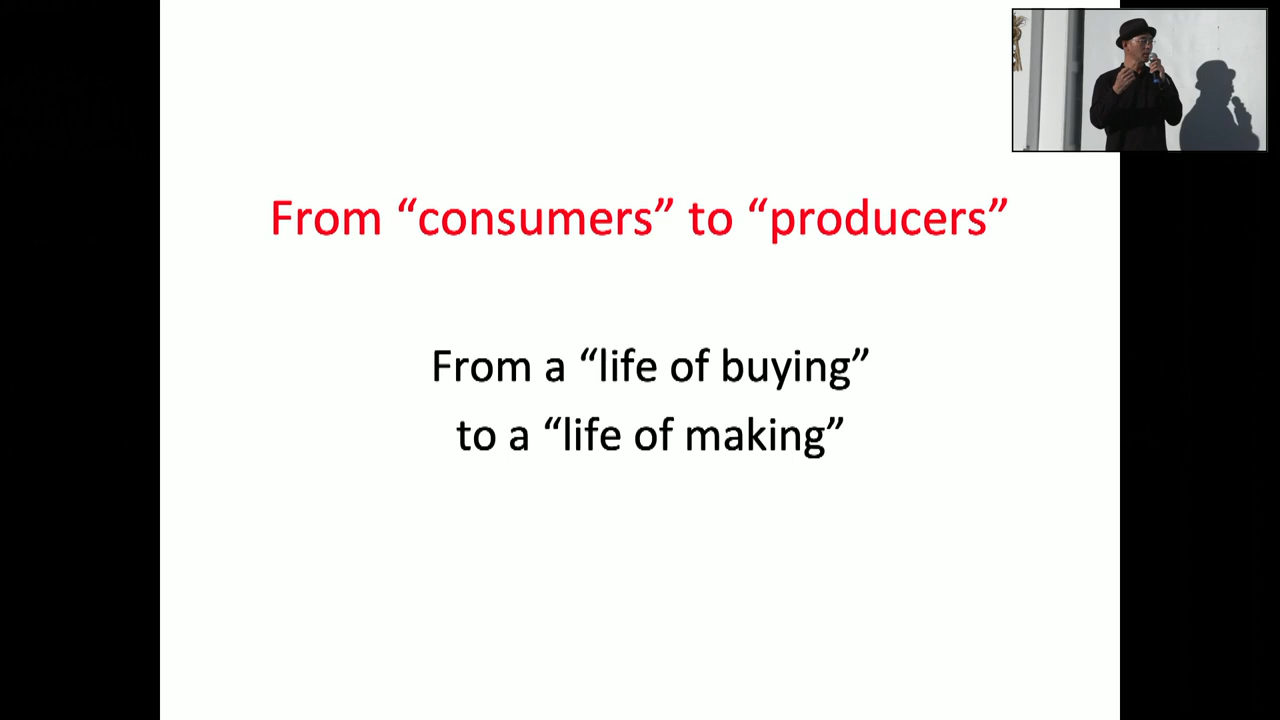 From “consumers” to “producers”
From a “life of buying”
to a “life of making”